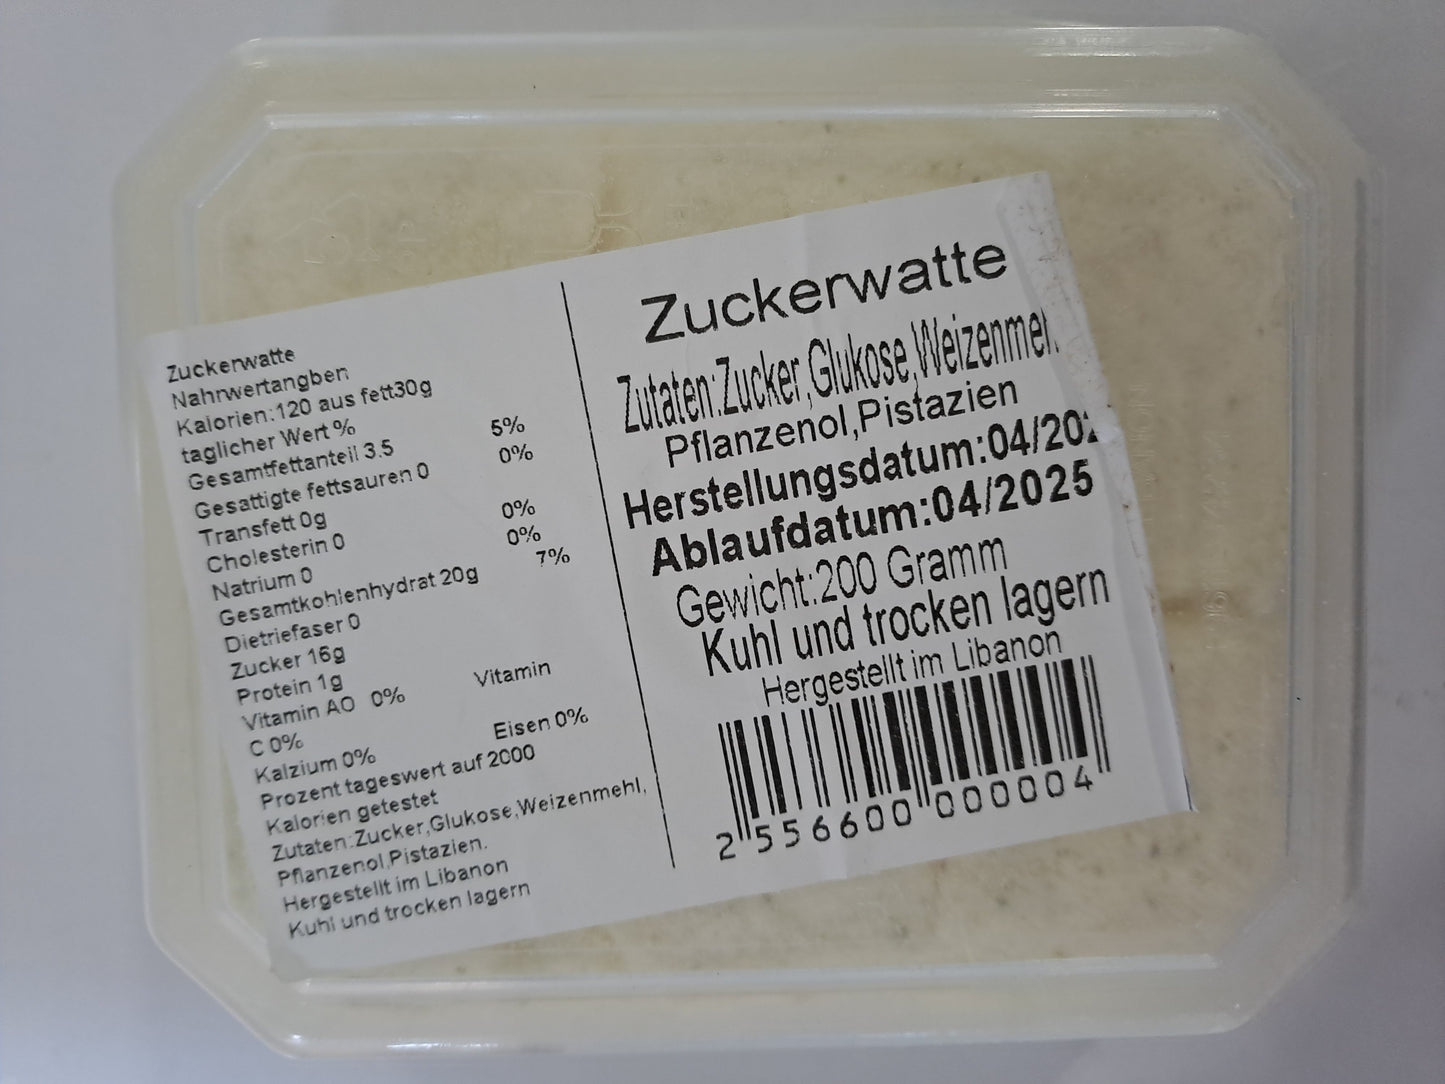 Zuckerwatte
Nahrwertangben
Kalorien:120 aus fett30g
taglicher Wert %
Gesamtfettanteil 3.5 5%
Gesattigte fettsauren 0 0%
Transfett 0g
Cholesterin 0 0%
Natrium 0 0%
Gesamtkohlenhydrat 20g 7%
Dietriefaser 0
Zucker 16g
Protein 1g
Vitamin AO 0% Vitamin
C 0%
Kalzium 0% Eisen 0%
Prozent tageswert auf 2000
Kalorien getestet
Zutaten:Zucker,Glukose,Weizenmehl,
Pflanzenol,Pistazien.
Hergestellt im Libanon
Kuhl und trocken lagern
Zuckerwatte
Zutaten:Zucker,Glukose,
Pflanzenol,Pistazien
Herstellungsdatum:
Ablaufdatum:04/2025
Gewicht:200 Gramm
Kuhl und trocken lagern
Hergestellt im Libanon
2 556600 000004